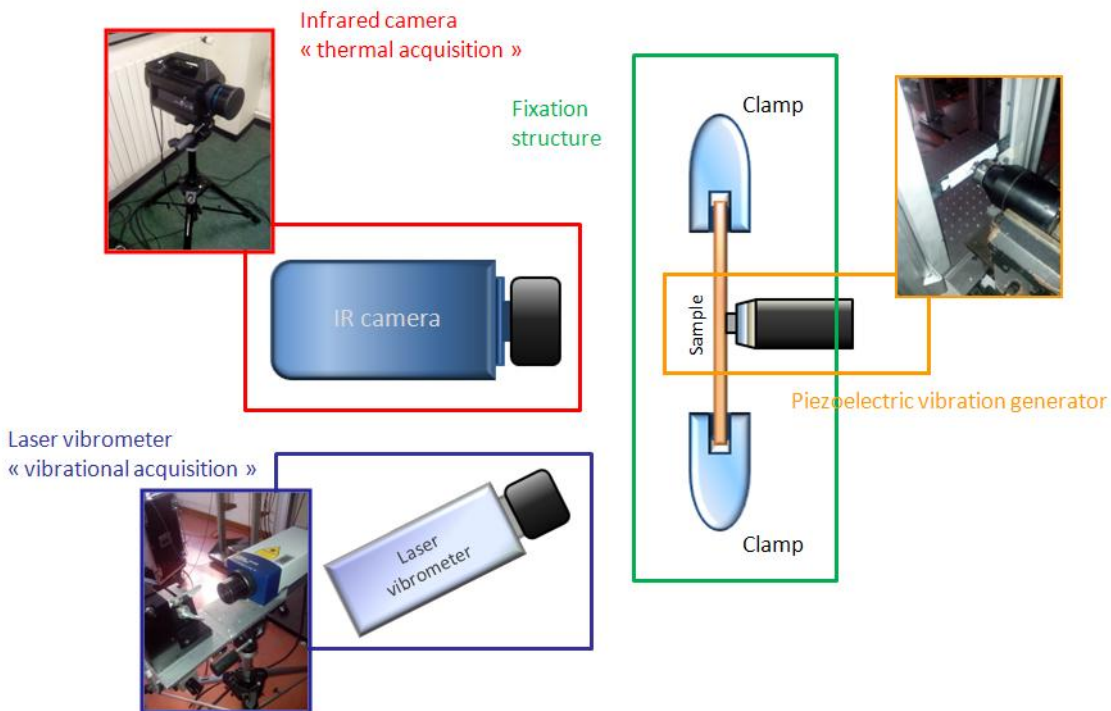 Infrared camera
« thermal acquisition »
Fixation
structure
Clamp
IR camera
Sample
Piezoelectric vibration generator
Laser vibrometer
« vibrational acquisition »
Laser
vibrometer
Clamp